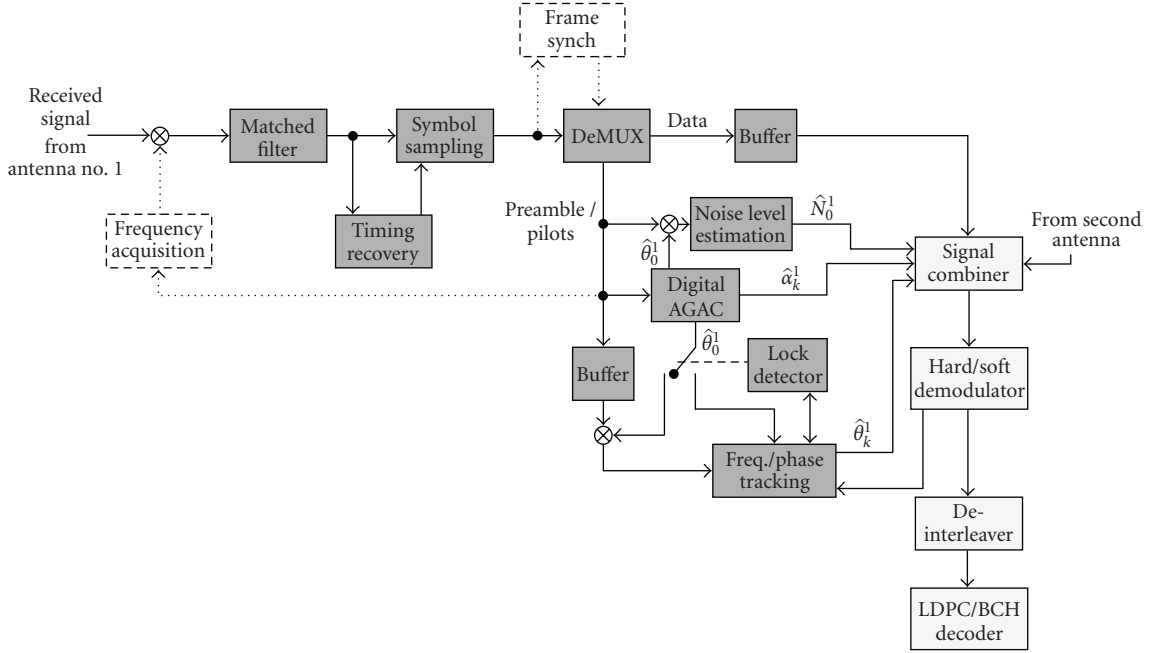 Frame
synch
Received
signal
from
antenna no. 1
Matched
filter
Symbol
sampling
DeMUX
Data
Buffer
Timing
recovery
Frequency
acquisition
Preamble /
pilots
Noise level
estimation
N̂₀¹
From second
antenna
Signal
combiner
θ̂₀¹
Digital
AGAC
α̂ₖ¹
θ̂₀¹
Buffer
Lock
detector
Hard/soft
demodulator
θ̂ₖ¹
Freq./phase
tracking
De-
interleaver
LDPC/BCH
decoder